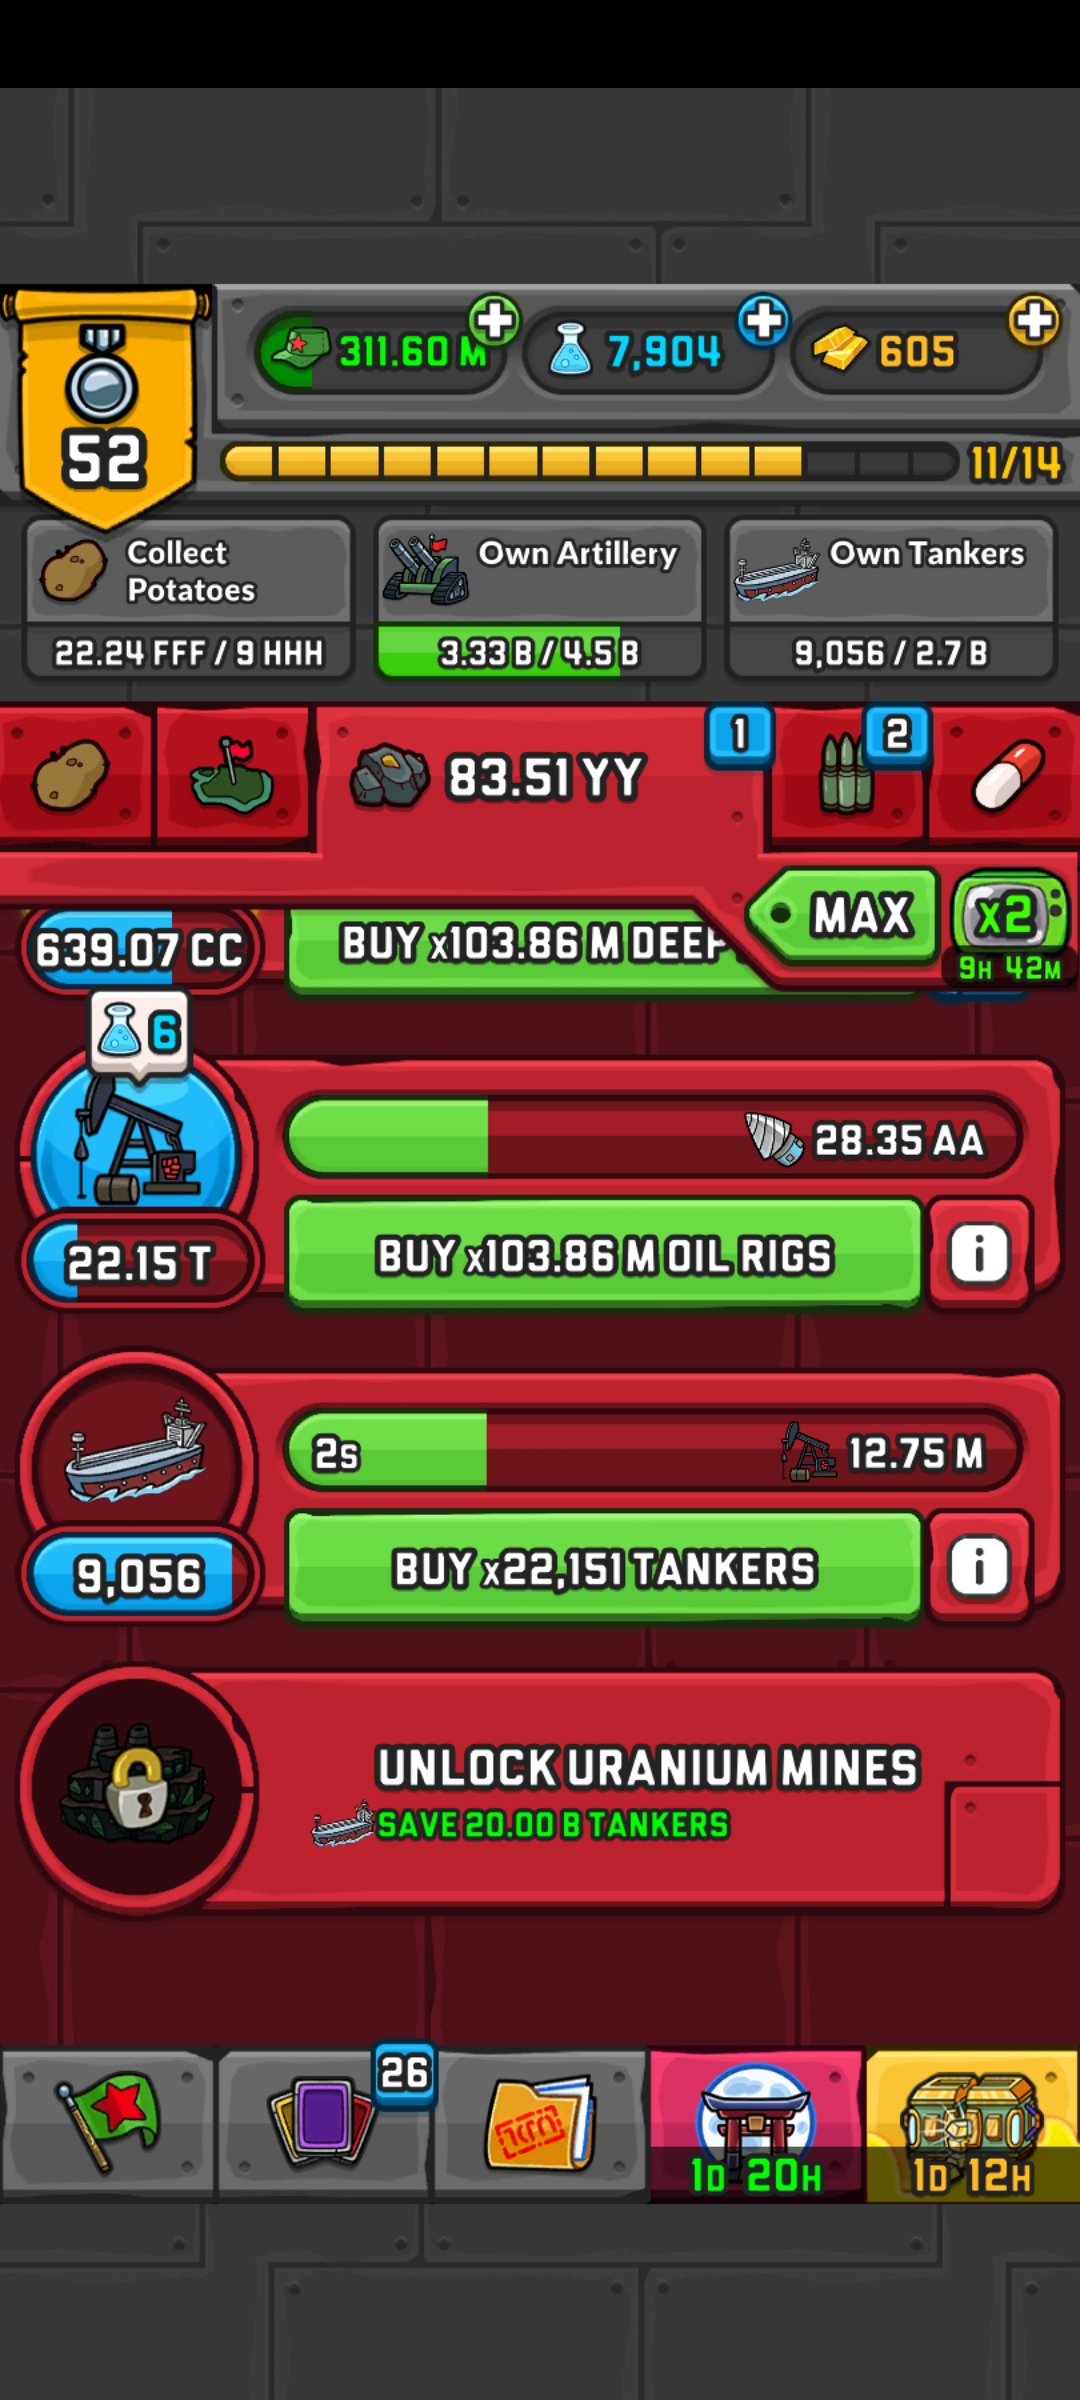 311.60 M
7,904
605
52
11/14
Collect
Potatoes
22.24 FFF / 9 HHH
Own Artillery
3.33 B / 4.5 B
Own Tankers
9,056 / 2.7 B
83.51 YY
1
2
MAX
x2
9H 42M
639.07 CC
BUY x103.86 M DEEP
6
28.35 AA
22.15 T
BUY x103.86 M OIL RIGS
i
2s
12.75 M
9,056
BUY x22,151 TANKERS
i
UNLOCK URANIUM MINES
SAVE 20.00 B TANKERS
26
1D 20H
1D 12H